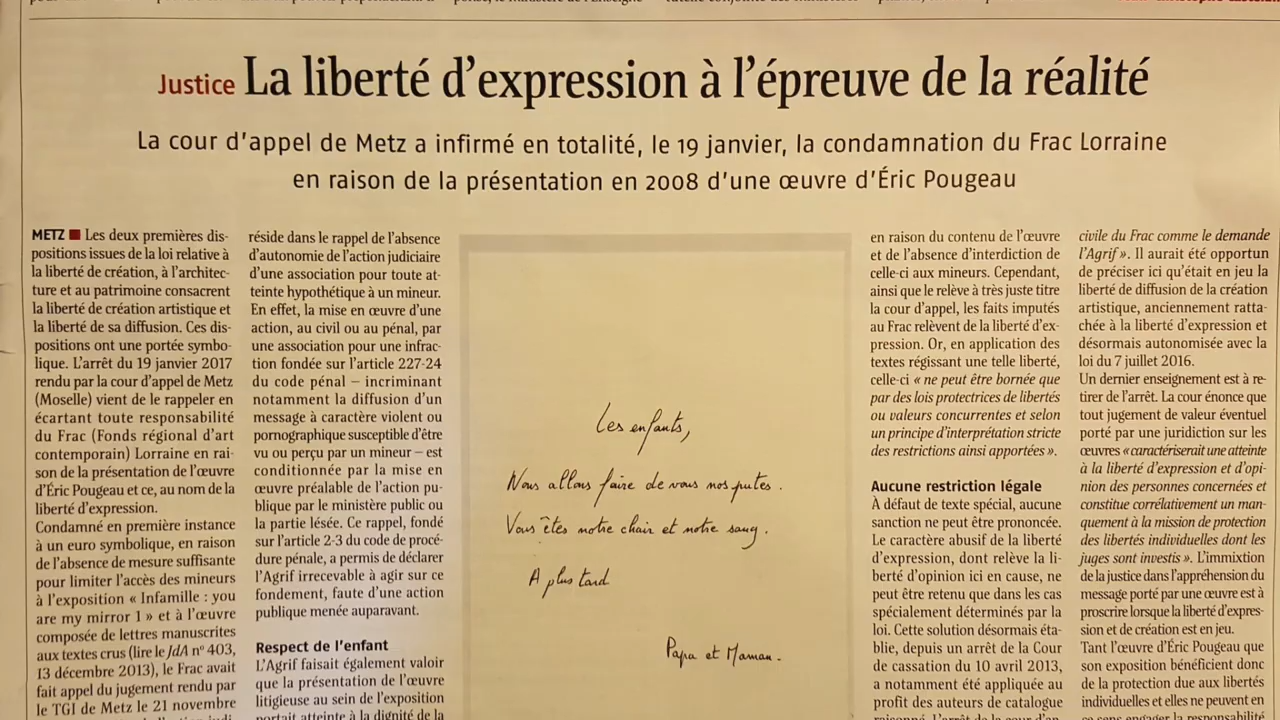 Justice La liberté d'expression à l'épreuve de la réalité
La cour d'appel de Metz a infirmé en totalité, le 19 janvier, la condamnation du Frac Lorraine
en raison de la présentation en 2008 d'une œuvre d'Éric Pougeau
METZ ■ Les deux premières dis-
positions issues de la loi relative à
la liberté de création, à l'architec-
ture et au patrimoine consacrent
la liberté de création artistique et
la liberté de sa diffusion. Ces dis-
positions ont une portée symbo-
lique. L'arrêt du 19 janvier 2017
rendu par la cour d'appel de Metz
(Moselle) vient de le rappeler en
écartant toute responsabilité
du Frac (Fonds régional d'art
contemporain) Lorraine en rai-
son de la présentation de l'œuvre
d'Éric Pougeau et ce, au nom de la
liberté d'expression.
Condamné en première instance
à un euro symbolique, en raison
de l'absence de mesure suffisante
pour limiter l'accès des mineurs
à l'exposition « Infamille : you
are my mirror 1 » et à l'œuvre
composée de lettres manuscrites
aux textes crus (lire le JdA n° 403,
13 décembre 2013), le Frac avait
fait appel du jugement rendu par
le TGI de Metz le 21 novembre
réside dans le rappel de l'absence
d'autonomie de l'action judiciaire
d'une association pour toute at-
teinte hypothétique à un mineur.
En effet, la mise en œuvre d'une
action, au civil ou au pénal, par
une association pour une infrac-
tion fondée sur l'article 227-24
du code pénal – incriminant
notamment la diffusion d'un
message à caractère violent ou
pornographique susceptible d'être
vu ou perçu par un mineur – est
conditionnée par la mise en
œuvre préalable de l'action pu-
blique par le ministère public ou
la partie lésée. Ce rappel, fondé
sur l'article 2-3 du code de procé-
dure pénale, a permis de déclarer
l'Agrif irrecevable à agir sur ce
fondement, faute d'une action
publique menée auparavant.
Respect de l'enfant
L'Agrif faisait également valoir
que la présentation de l'œuvre
litigieuse au sein de l'exposition
portait atteinte à la dignité de la
Les enfants,
Nous allons faire de vous nos putes.
Vous êtes notre chair et notre sang.
A plus tard
Papa et Maman.
en raison du contenu de l'œuvre
et de l'absence d'interdiction de
celle-ci aux mineurs. Cependant,
ainsi que le relève à très juste titre
la cour d'appel, les faits imputés
au Frac relèvent de la liberté d'ex-
pression. Or, en application des
textes régissant une telle liberté,
celle-ci « ne peut être bornée que
par des lois protectrices de libertés
ou valeurs concurrentes et selon
un principe d'interprétation stricte
des restrictions ainsi apportées ».
Aucune restriction légale
À défaut de texte spécial, aucune
sanction ne peut être prononcée.
Le caractère abusif de la liberté
d'expression, dont relève la li-
berté d'opinion ici en cause, ne
peut être retenu que dans les cas
spécialement déterminés par la
loi. Cette solution désormais éta-
blie, depuis un arrêt de la Cour
de cassation du 10 avril 2013,
a notamment été appliquée au
profit des auteurs de catalogue
civile du Frac comme le demande
l'Agrif ». Il aurait été opportun
de préciser ici qu'était en jeu la
liberté de diffusion de la création
artistique, anciennement ratta-
chée à la liberté d'expression et
désormais autonomisée avec la
loi du 7 juillet 2016.
Un dernier enseignement est à re-
tirer de l'arrêt. La cour énonce que
tout jugement de valeur éventuel
porté par une juridiction sur les
œuvres « caractériserait une atteinte
à la liberté d'expression et d'opi-
nion des personnes concernées et
constitue corrélativement un man-
quement à la mission de protection
des libertés individuelles dont les
juges sont investis ». L'immixtion
de la justice dans l'appréhension du
message porté par une œuvre est à
proscrire lorsque la liberté d'expres-
sion et de création est en jeu.
Tant l'œuvre d'Éric Pougeau que
son exposition bénéficient donc
de la protection due aux libertés
individuelles et elles ne peuvent en